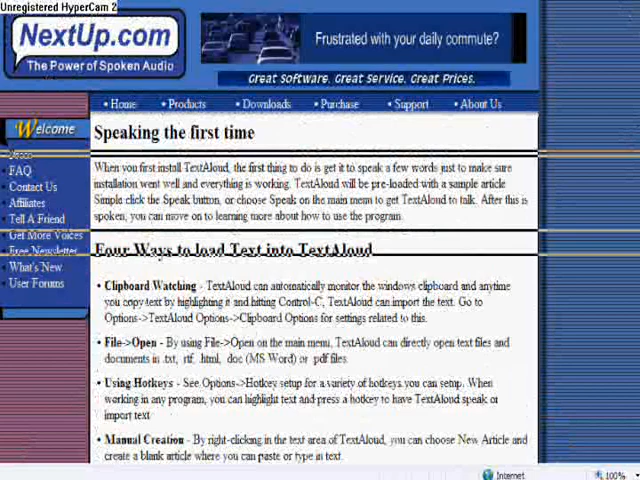 Unregistered HyperCam 2
NextUp.com
The Power of Spoken Audio
Frustrated with your daily commute?
Great Software. Great Service. Great Prices.
• Home • Products • Downloads • Purchase • Support • About Us
Welcome
FAQ
Contact Us
Affiliates
Tell A Friend
Get More Voices
Free Newsletter
What's New
User Forums
Speaking the first time
When you first install TextAloud, the first thing to do is get it to speak a few words just to make sure
installation went well and everything is working. TextAloud will be pre-loaded with a sample article
Simple click the Speak button, or choose Speak on the main menu to get TextAloud to talk. After this is
spoken, you can move on to learning more about how to use the program.
Four Ways to load Text into TextAloud
• Clipboard Watching - TextAloud can automatically monitor the windows clipboard and anytime
you copy text by highlighting it and hitting Control-C, TextAloud can import the text. Go to
Options->TextAloud Options->Clipboard Options for settings related to this.
• File->Open - By using File->Open on the main menu, TextAloud can directly open text files and
documents in .txt, rtf, .html, .doc (MS Word) or .pdf files.
• Using Hotkeys - See Options->Hotkey setup for a variety of hotkeys you can setup. When
working in any program, you can highlight text and press a hotkey to have TextAloud speak or
import text
• Manual Creation - By right-clicking in the text area of TextAloud, you can choose New Article and
create a blank article where you can paste or type in text.
Internet 100%